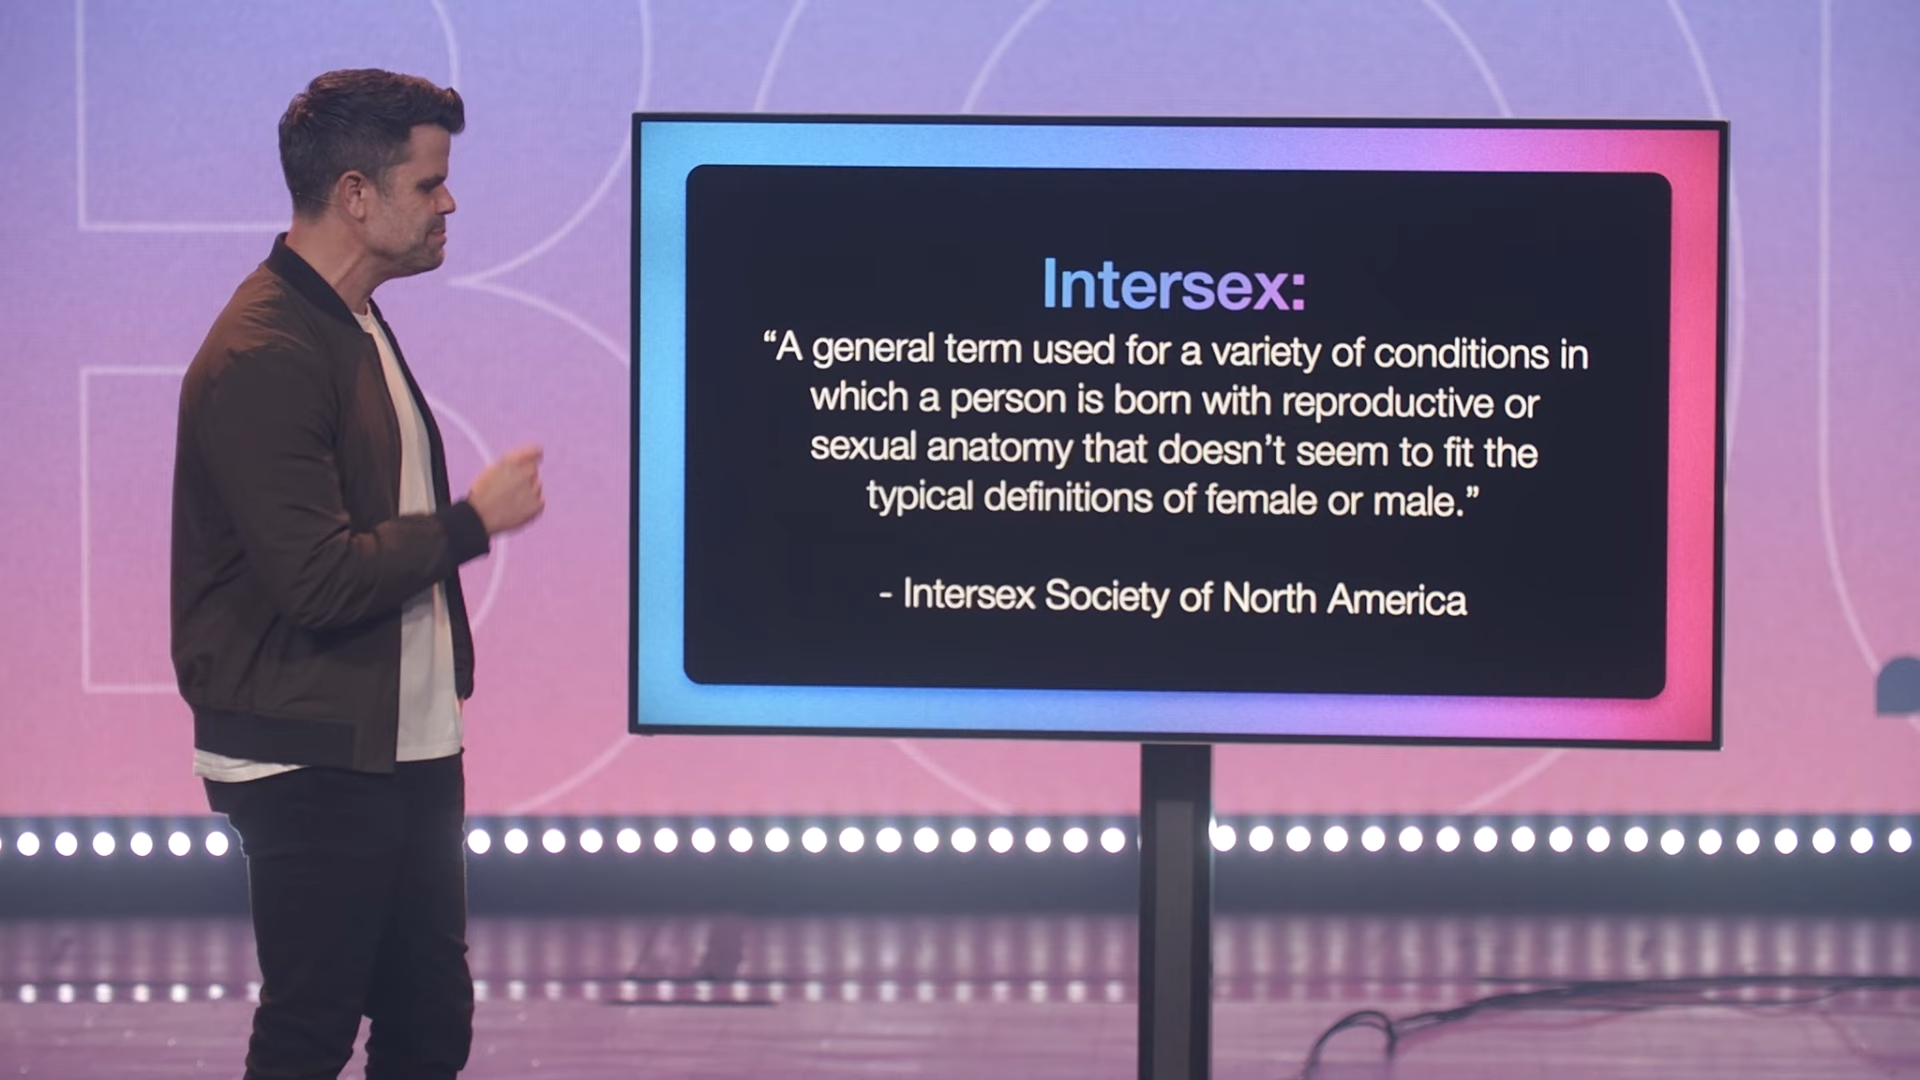 Intersex:
“A general term used for a variety of conditions in
which a person is born with reproductive or
sexual anatomy that doesn’t seem to fit the
typical definitions of female or male.”
- Intersex Society of North America